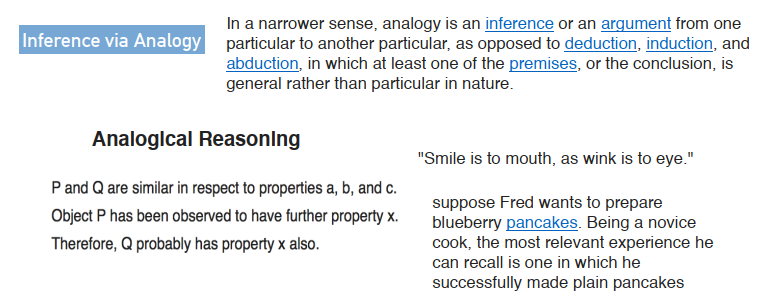 Inference via Analogy
In a narrower sense, analogy is an inference or an argument from one
particular to another particular, as opposed to deduction, induction, and
abduction, in which at least one of the premises, or the conclusion, is
general rather than particular in nature.
Analogical Reasoning
P and Q are similar in respect to properties a, b, and c.
Object P has been observed to have further property x.
Therefore, Q probably has property x also.
"Smile is to mouth, as wink is to eye."
suppose Fred wants to prepare
blueberry pancakes. Being a novice
cook, the most relevant experience he
can recall is one in which he
successfully made plain pancakes